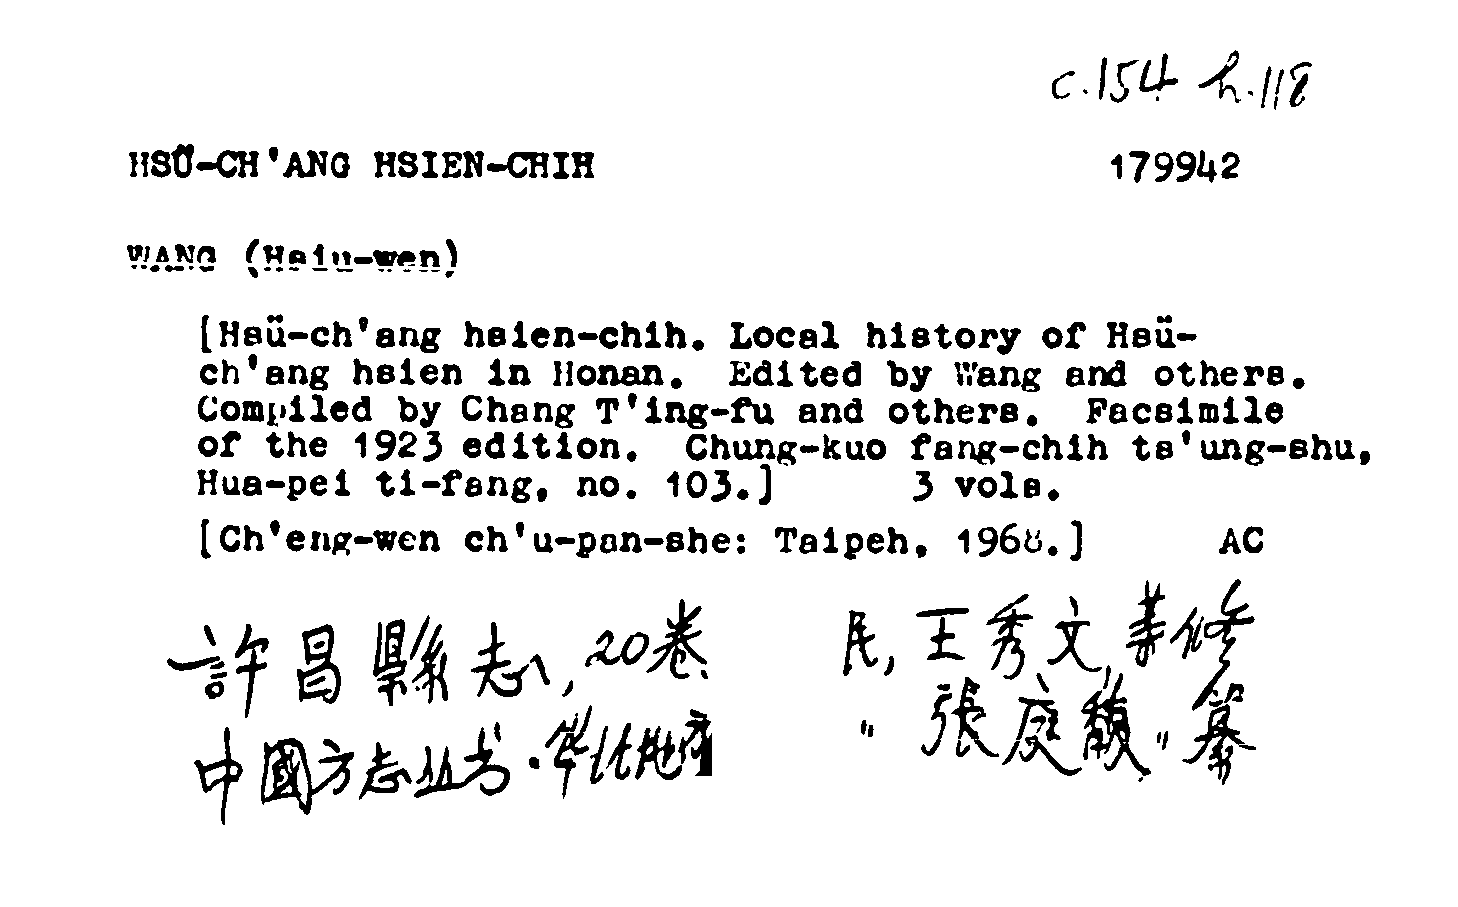 c.154 h.118
HSÜ-CH'ANG HSIEN-CHIH 179942
WANG (Hsiu-wen)
[Hsü-ch'ang hsien-chih. Local history of Hsü-
ch'ang hsien in Honan. Edited by Wang and others.
Compiled by Chang T'ing-fu and others. Facsimile
of the 1923 edition. Chung-kuo fang-chih ts'ung-shu,
Hua-pei ti-fang, no. 103.] 3 vols.
[Ch'eng-wen ch'u-pan-she: Taipeh, 1968.] AC
許昌縣志, 20卷, 民, 王秀文, 等修
" 張庭馥 " 纂
中國方志丛书·华北地方